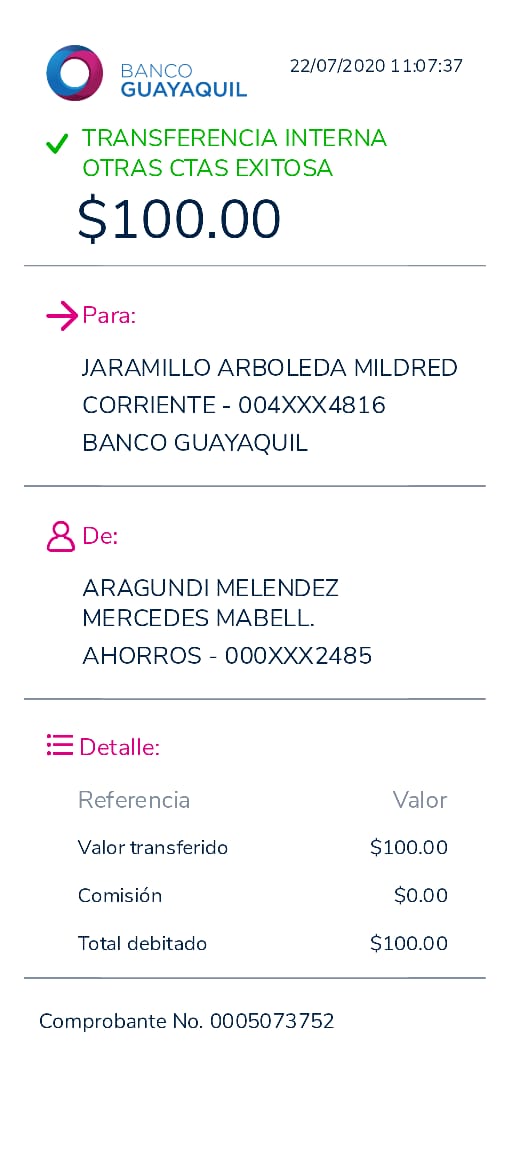 BANCO
GUAYAQUIL
22/07/2020 11:07:37
TRANSFERENCIA INTERNA
OTRAS CTAS EXITOSA
$100.00
Para:
JARAMILLO ARBOLEDA MILDRED
CORRIENTE - 004XXX4816
BANCO GUAYAQUIL
De:
ARAGUNDI MELENDEZ
MERCEDES MABELL.
AHORROS - 000XXX2485
Detalle:
Referencia Valor
Valor transferido $100.00
Comisión $0.00
Total debitado $100.00
Comprobante No. 0005073752